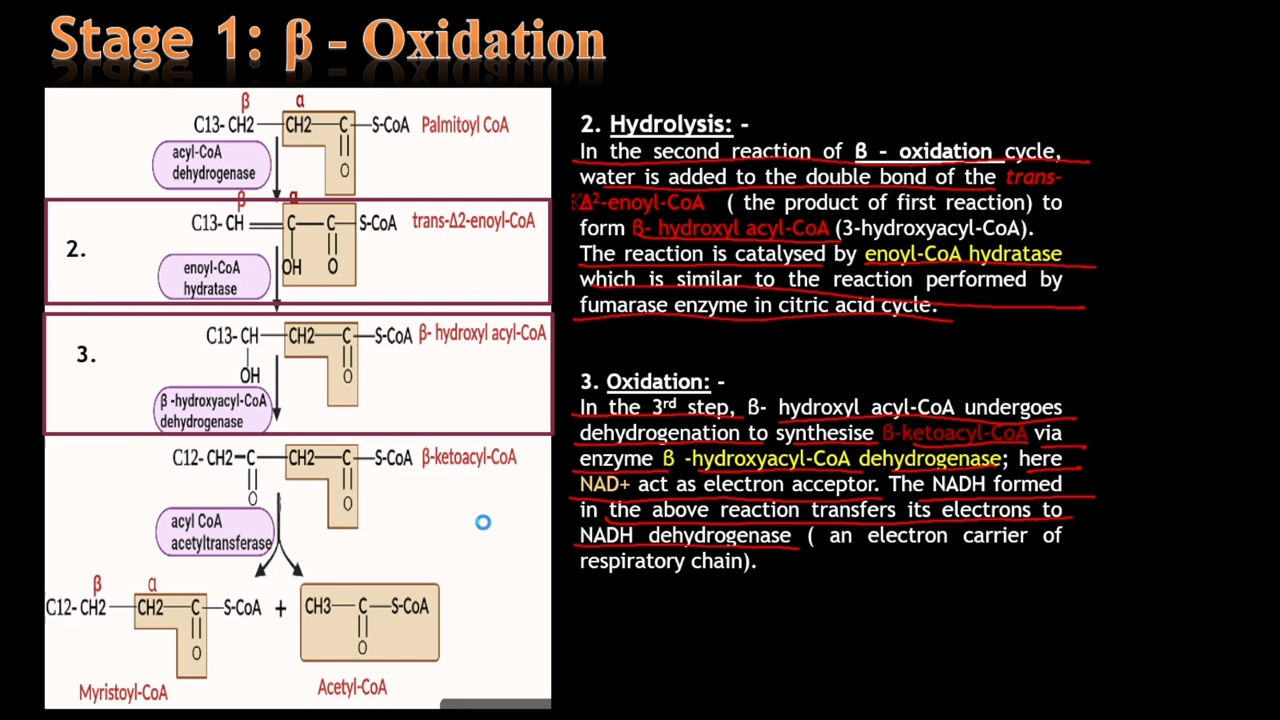 Stage 1: β - Oxidation
β α
C13- CH2 CH2 C S-CoA Palmitoyl CoA
O
acyl-CoA
dehydrogenase
β α
C13- CH C C S-CoA trans-Δ2-enoyl-CoA
2.
OH O
enoyl-CoA
hydratase
C13- CH CH2 C S-CoA β- hydroxyl acyl-CoA
3.
OH O
β -hydroxyacyl-CoA
dehydrogenase
C12- CH2 C CH2 C S-CoA β-ketoacyl-CoA
O O
acyl CoA
acetyltransferase
β α
C12- CH2 CH2 C S-CoA + CH3 C S-CoA
O O
Myristoyl-CoA Acetyl-CoA
2. Hydrolysis: -
In the second reaction of β - oxidation cycle,
water is added to the double bond of the trans-
Δ²-enoyl-CoA ( the product of first reaction) to
form β- hydroxyl acyl-CoA (3-hydroxyacyl-CoA).
The reaction is catalysed by enoyl-CoA hydratase
which is similar to the reaction performed by
fumarase enzyme in citric acid cycle.
3. Oxidation: -
In the 3rd step, β- hydroxyl acyl-CoA undergoes
dehydrogenation to synthesise β-ketoacyl-CoA via
enzyme β -hydroxyacyl-CoA dehydrogenase; here
NAD+ act as electron acceptor. The NADH formed
in the above reaction transfers its electrons to
NADH dehydrogenase ( an electron carrier of
respiratory chain).